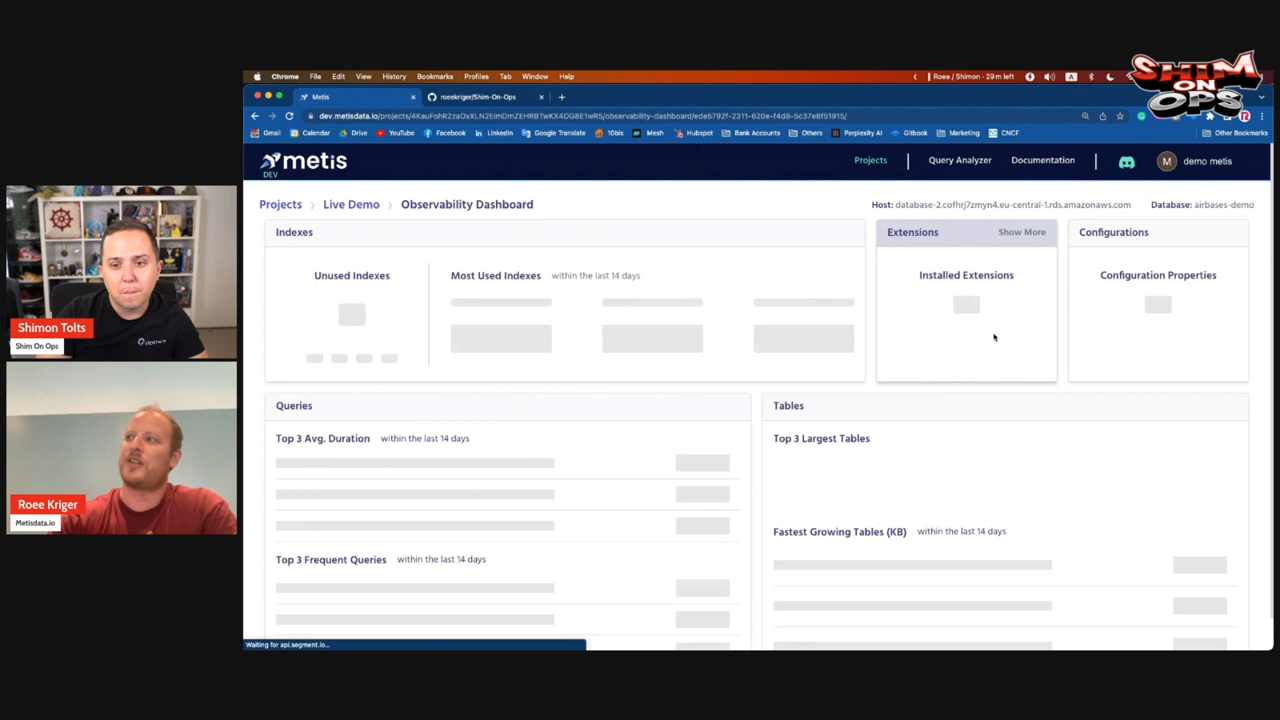 SHIM
ON
OPS
Chrome File Edit View History Bookmarks Profiles Tab Window Help
Roee / Shimon - 29m left
Metis
roeekriger/Shim-On-Ops
Gmail Calendar Drive YouTube Facebook LinkedIn Google Translate 10bis Mesh Hubspot Bank Accounts Others Perplexity AI Gitbook Marketing CNCF Other Bookmarks
metis
DEV
Projects Query Analyzer Documentation M demo metis
Projects > Live Demo > Observability Dashboard
Host: database-2.cofhrj7zmyn4.eu-central-1.rds.amazonaws.com Database: airbases-demo
Indexes
Extensions Show More
Configurations
Unused Indexes
Most Used Indexes within the last 14 days
Installed Extensions
Configuration Properties
Queries
Tables
Top 3 Avg. Duration within the last 14 days
Top 3 Largest Tables
Fastest Growing Tables (KB) within the last 14 days
Top 3 Frequent Queries within the last 14 days
Waiting for api.segment.io...
Shimon Tolts
Shim On Ops
Roee Kriger
Metisdata.io